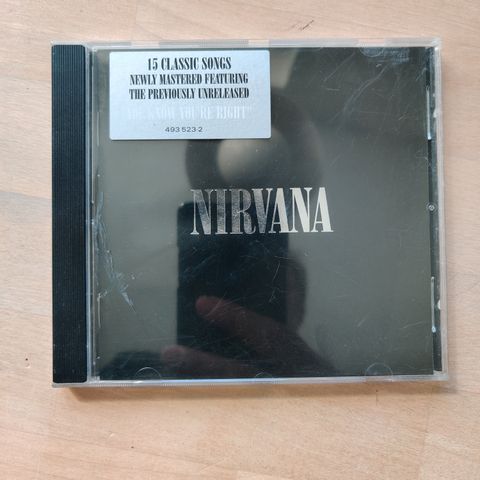 15 CLASSIC SONGS
NEWLY MASTERED FEATURING
THE PREVIOUSLY UNRELEASED
"YOU KNOW YOU'RE RIGHT"
493 523-2
NIRVANA